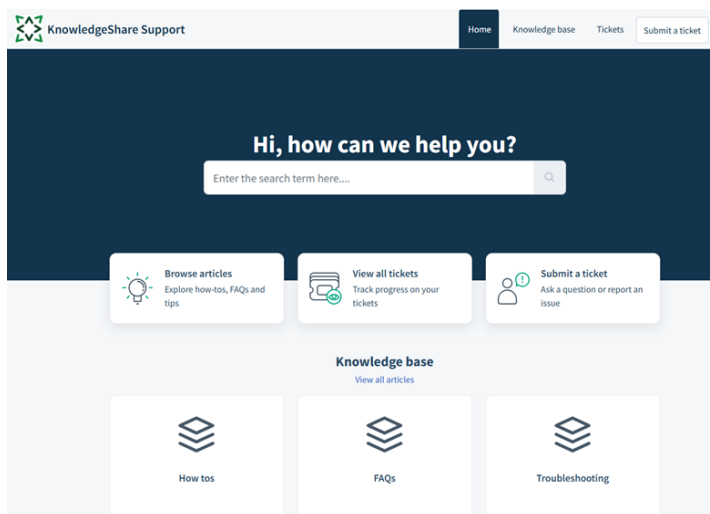 KnowledgeShare Support
Home
Knowledge base
Tickets
Submit a ticket
Hi, how can we help you?
Enter the search term here....
Browse articles
Explore how-tos, FAQs and
tips
View all tickets
Track progress on your
tickets
Submit a ticket
Ask a question or report an
issue
Knowledge base
View all articles
How tos
FAQs
Troubleshooting